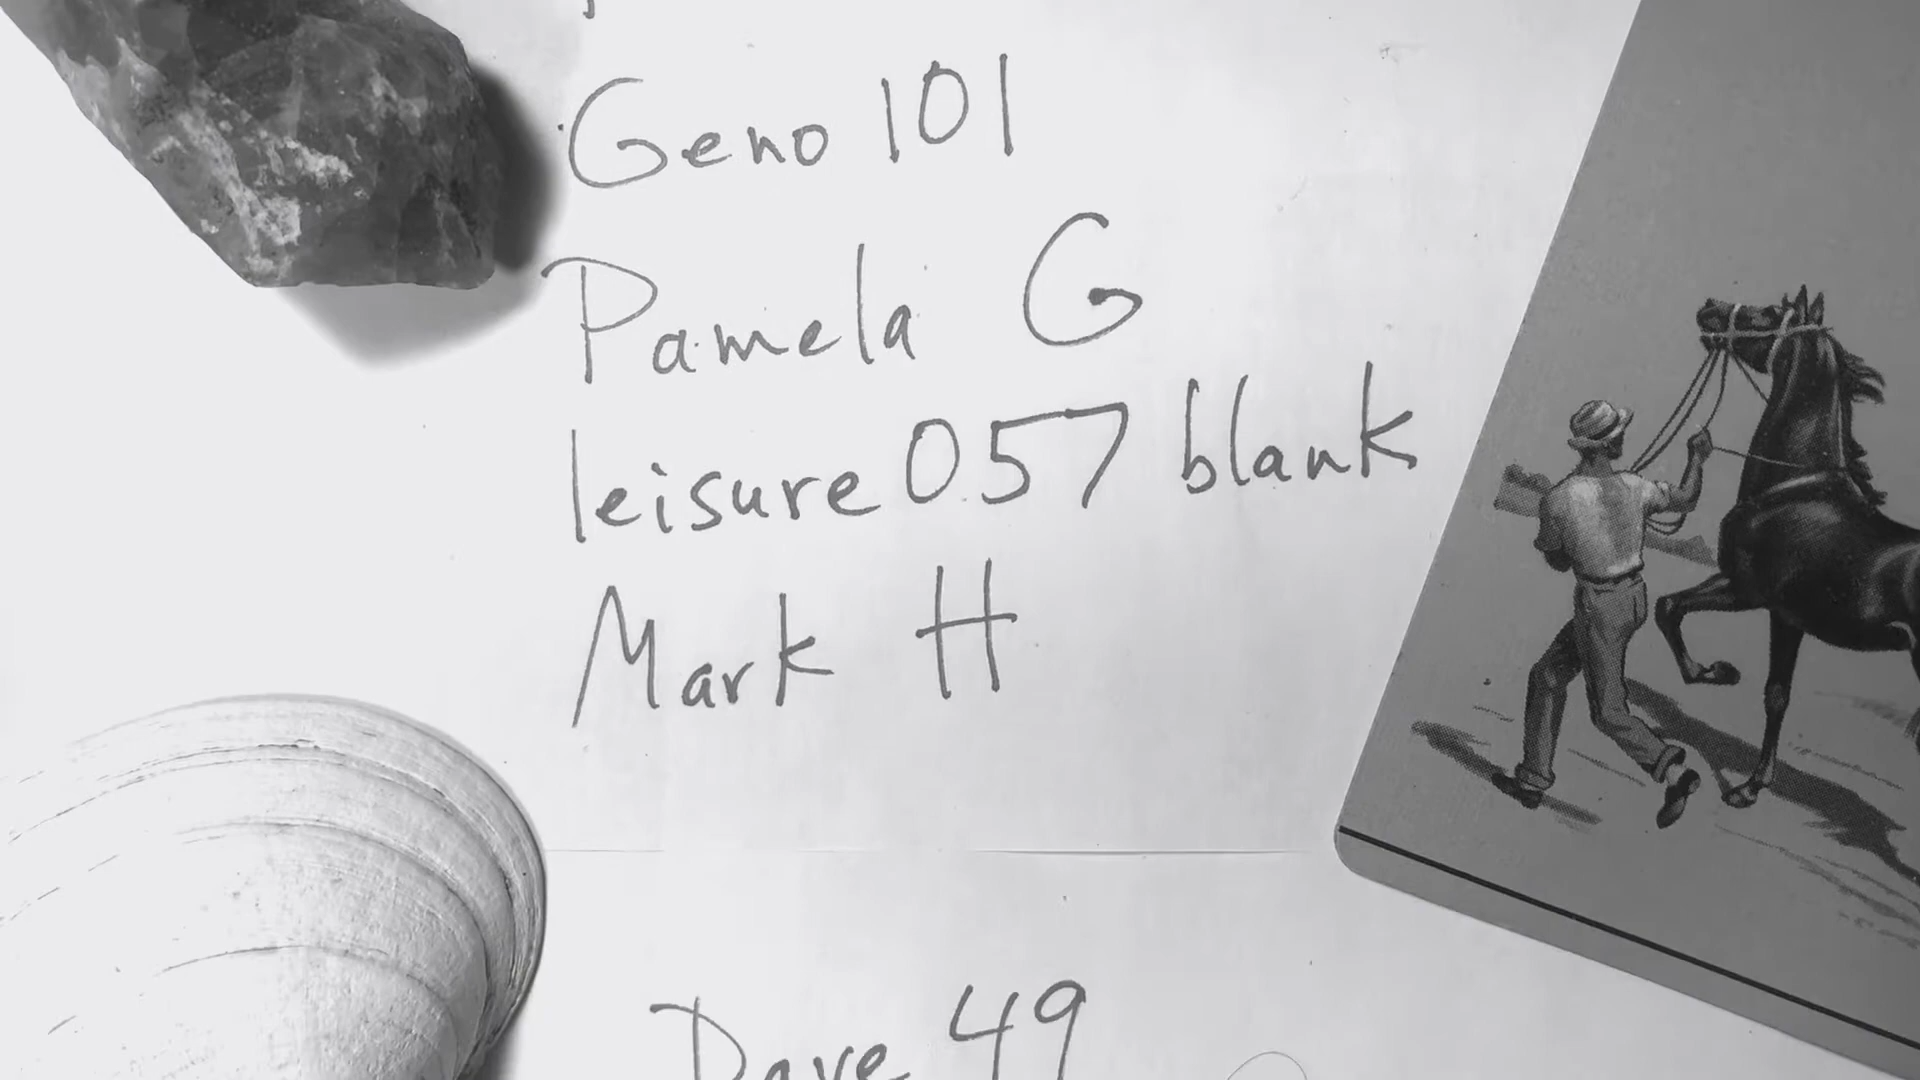 Geno 101
Pamela G
leisure 057 blank
Mark H
Dave 49